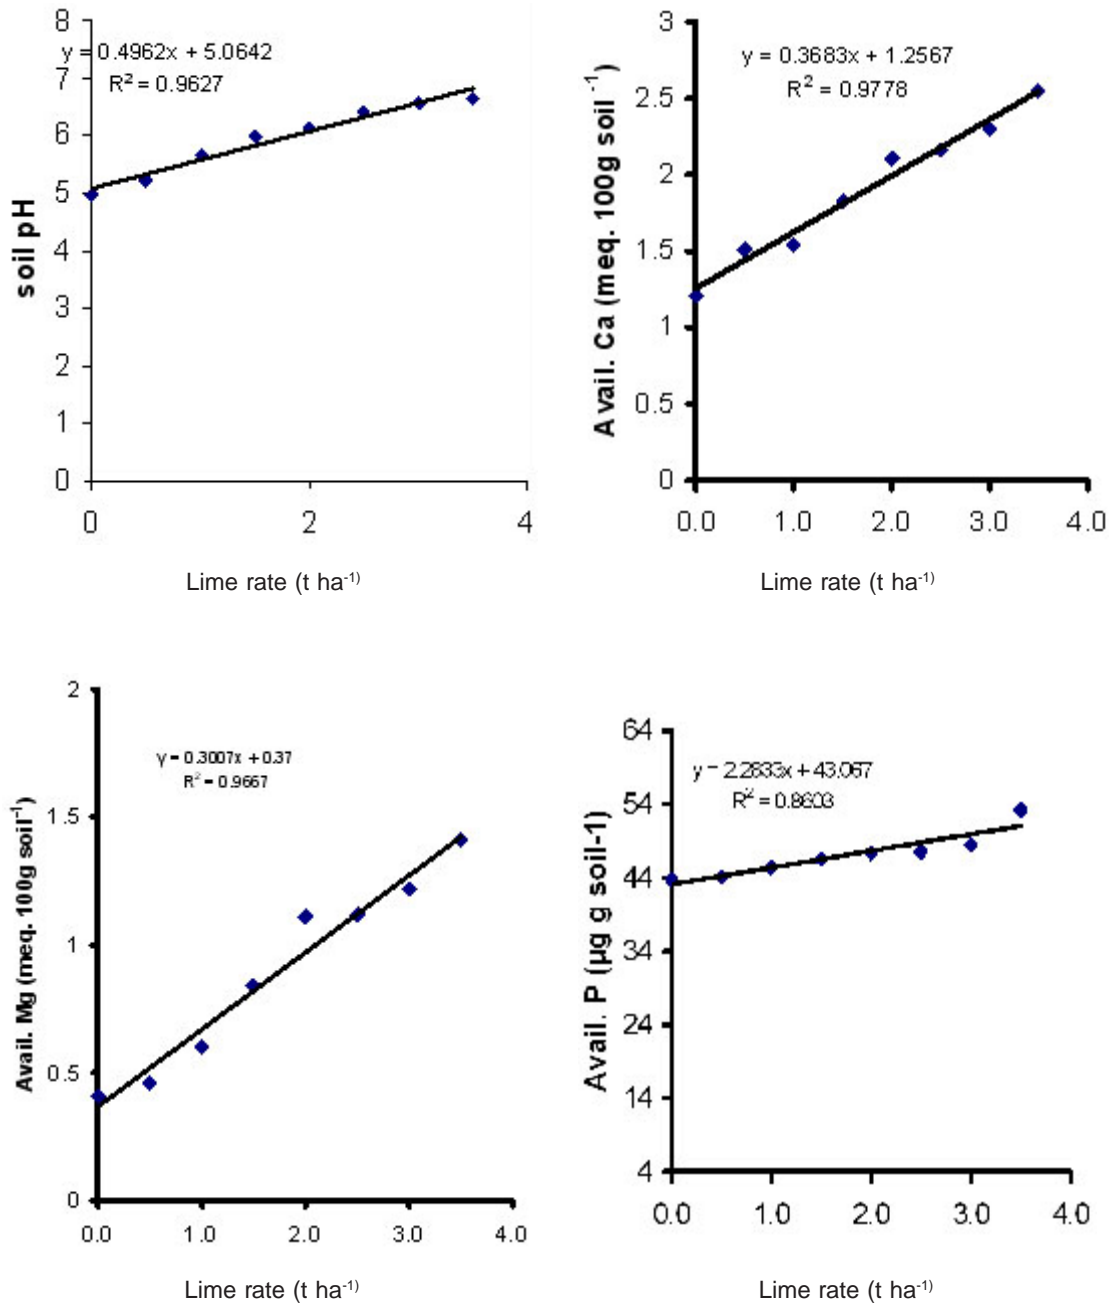 8
7
6
5
4
3
2
1
0
y = 0.4962x + 5.0642
R² = 0.9627
soil pH
0 2 4
Lime rate (t ha⁻¹⁾
3
2.5
2
1.5
1
0.5
0
y = 0.3683x + 1.2567
R² = 0.9778
Avail. Ca (meq. 100g soil ⁻¹)
0.0 1.0 2.0 3.0 4.0
Lime rate (t ha⁻¹⁾
2
1.5
1
0.5
0
y = 0.3007x + 0.37
R² = 0.9667
Avail. Mg (meq. 100g soil⁻¹)
0.0 1.0 2.0 3.0 4.0
Lime rate (t ha⁻¹⁾
64
54
44
34
24
14
4
y = 2.2833x + 43.067
R² = 0.8603
Avail. P (µg g soil-1)
0.0 1.0 2.0 3.0 4.0
Lime rate (t ha⁻¹⁾